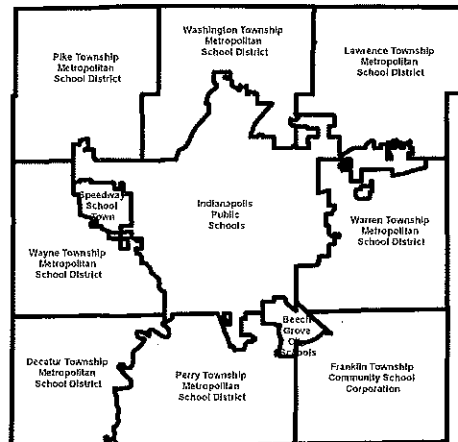 Washington Township
Metropolitan
School District
Pike Township
Metropolitan
School District
Lawrence Township
Metropolitan
School District
Speedway
School
Town
Indianapolis
Public
Schools
Warren Township
Metropolitan
School District
Wayne Township
Metropolitan
School District
Beech
Grove
Schools
Decatur Township
Metropolitan
School District
Perry Township
Metropolitan
School District
Franklin Township
Community School
Corporation